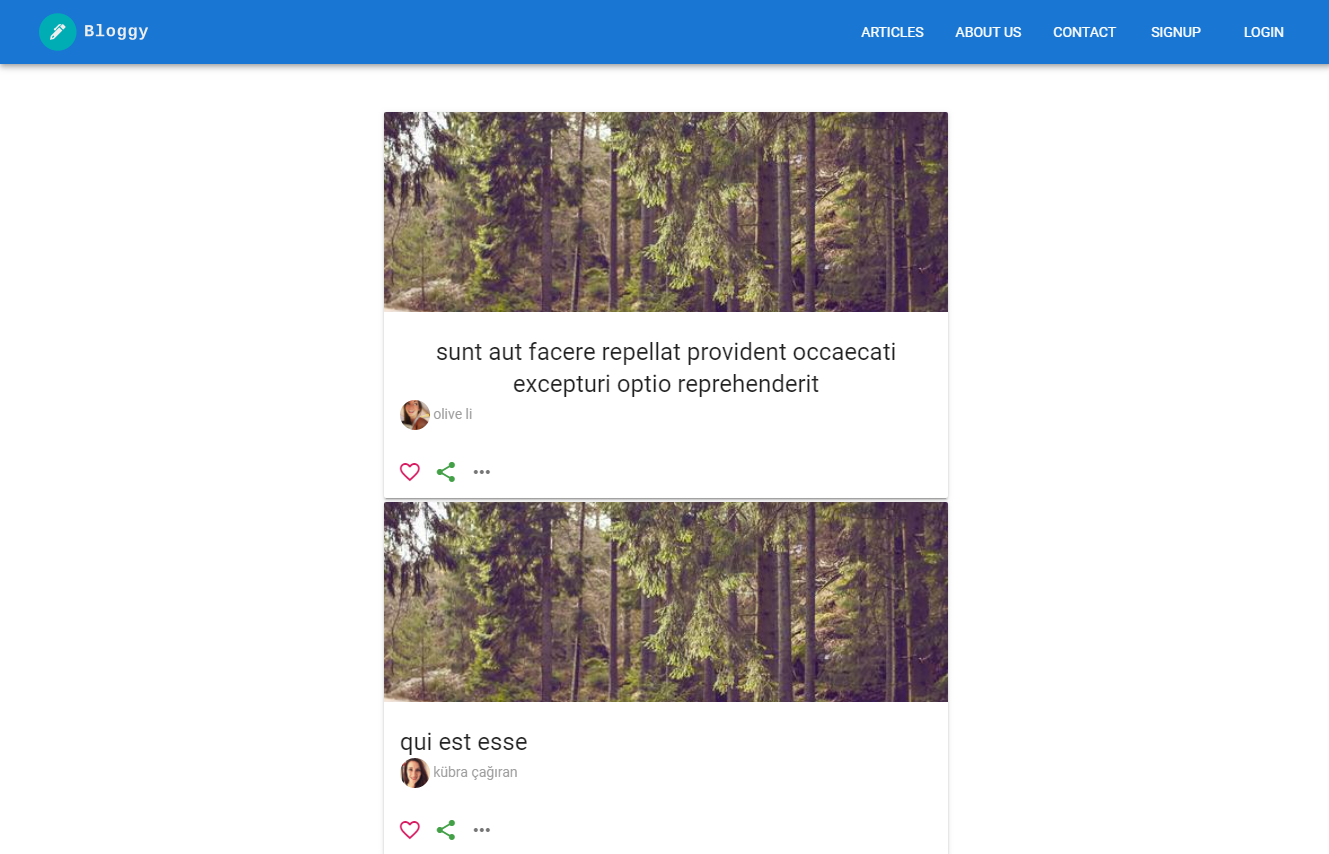 Bloggy
ARTICLES ABOUT US CONTACT SIGNUP LOGIN
sunt aut facere repellat provident occaecati
excepturi optio reprehenderit
olive li
qui est esse
kübra çağıran